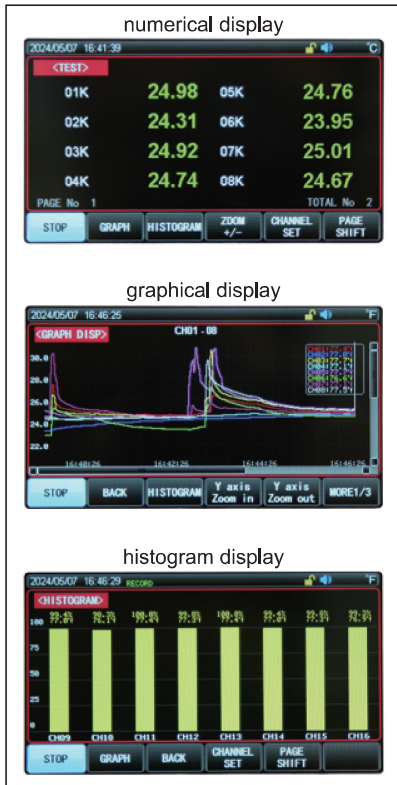 numerical display
2024/05/07 16:41:39 °C
<TEST>
01K 24.98 05K 24.76
02K 24.31 06K 23.95
03K 24.92 07K 25.01
04K 24.74 08K 24.67
PAGE No 1 TOTAL No 2
STOP GRAPH HISTOGRAM ZOOM +/- CHANNEL SET PAGE SHIFT
graphical display
2024/05/07 16:46:25 °F
<GRAPH DISP> CH01-08
30.0
28.0
26.0
24.0
22.0
16:40:26 16:42:26 16:44:26 16:46:26
STOP BACK HISTOGRAM Y axis Zoom in Y axis Zoom out MORE1/3
histogram display
2024/05/07 16:46:29 RECORD °F
<HISTOGRAM>
100
75
50
25
0
CH09 CH10 CH11 CH12 CH13 CH14 CH15 CH16
STOP GRAPH BACK CHANNEL SET PAGE SHIFT